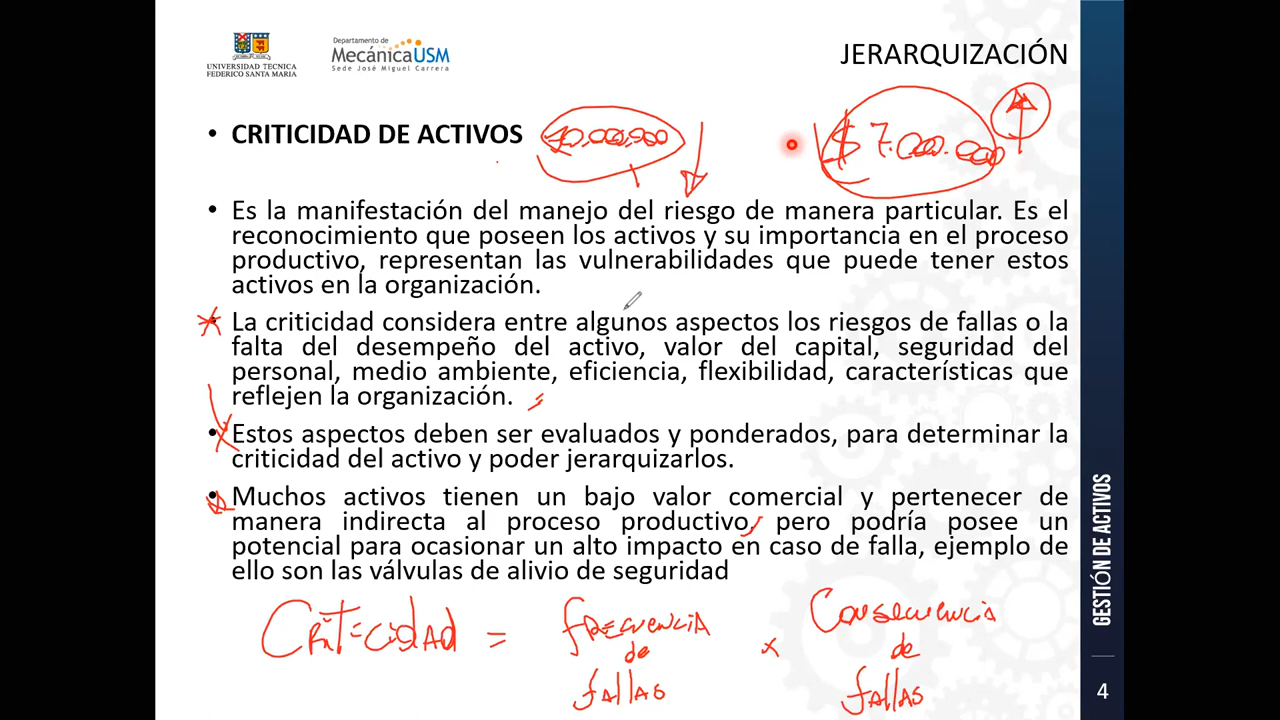 UNIVERSIDAD TECNICA
FEDERICO SANTA MARIA
Departamento de
MecánicaUSM
Sede José Miguel Carrera
JERARQUIZACIÓN
• CRITICIDAD DE ACTIVOS
$ 7.000.000
• Es la manifestación del manejo del riesgo de manera particular. Es el
reconocimiento que poseen los activos y su importancia en el proceso
productivo, representan las vulnerabilidades que puede tener estos
activos en la organización.
• La criticidad considera entre algunos aspectos los riesgos de fallas o la
falta del desempeño del activo, valor del capital, seguridad del
personal, medio ambiente, eficiencia, flexibilidad, características que
reflejen la organización.
• Estos aspectos deben ser evaluados y ponderados, para determinar la
criticidad del activo y poder jerarquizarlos.
• Muchos activos tienen un bajo valor comercial y pertenecer de
manera indirecta al proceso productivo, pero podría posee un
potencial para ocasionar un alto impacto en caso de falla, ejemplo de
ello son las válvulas de alivio de seguridad
Criticidad = frecuencia de fallas x Consecuencia de fallas
GESTIÓN DE ACTIVOS
4